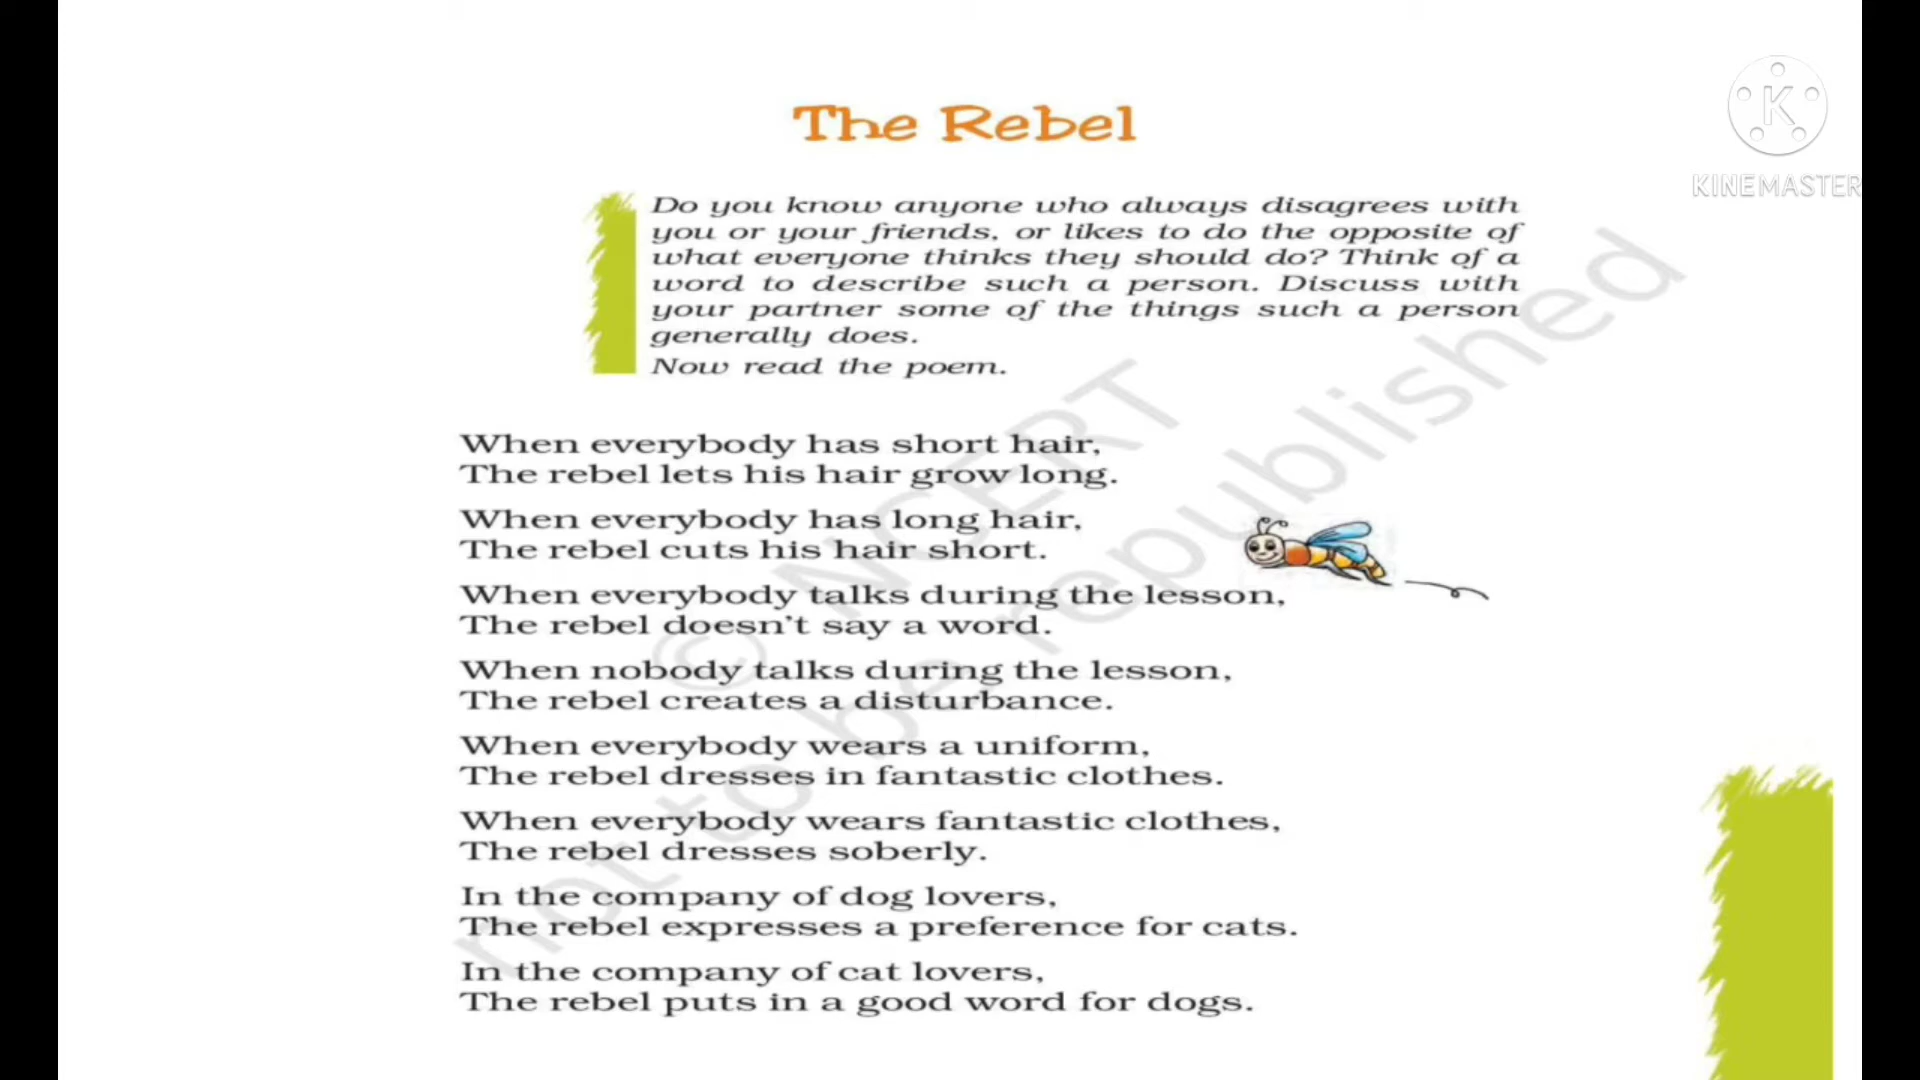 The Rebel
K
KINEMASTER
Do you know anyone who always disagrees with
you or your friends, or likes to do the opposite of
what everyone thinks they should do? Think of a
word to describe such a person. Discuss with
your partner some of the things such a person
generally does.
Now read the poem.
When everybody has short hair,
The rebel lets his hair grow long.
When everybody has long hair,
The rebel cuts his hair short.
When everybody talks during the lesson,
The rebel doesn't say a word.
When nobody talks during the lesson,
The rebel creates a disturbance.
When everybody wears a uniform,
The rebel dresses in fantastic clothes.
When everybody wears fantastic clothes,
The rebel dresses soberly.
In the company of dog lovers,
The rebel expresses a preference for cats.
In the company of cat lovers,
The rebel puts in a good word for dogs.
© NCERT
not to be republished